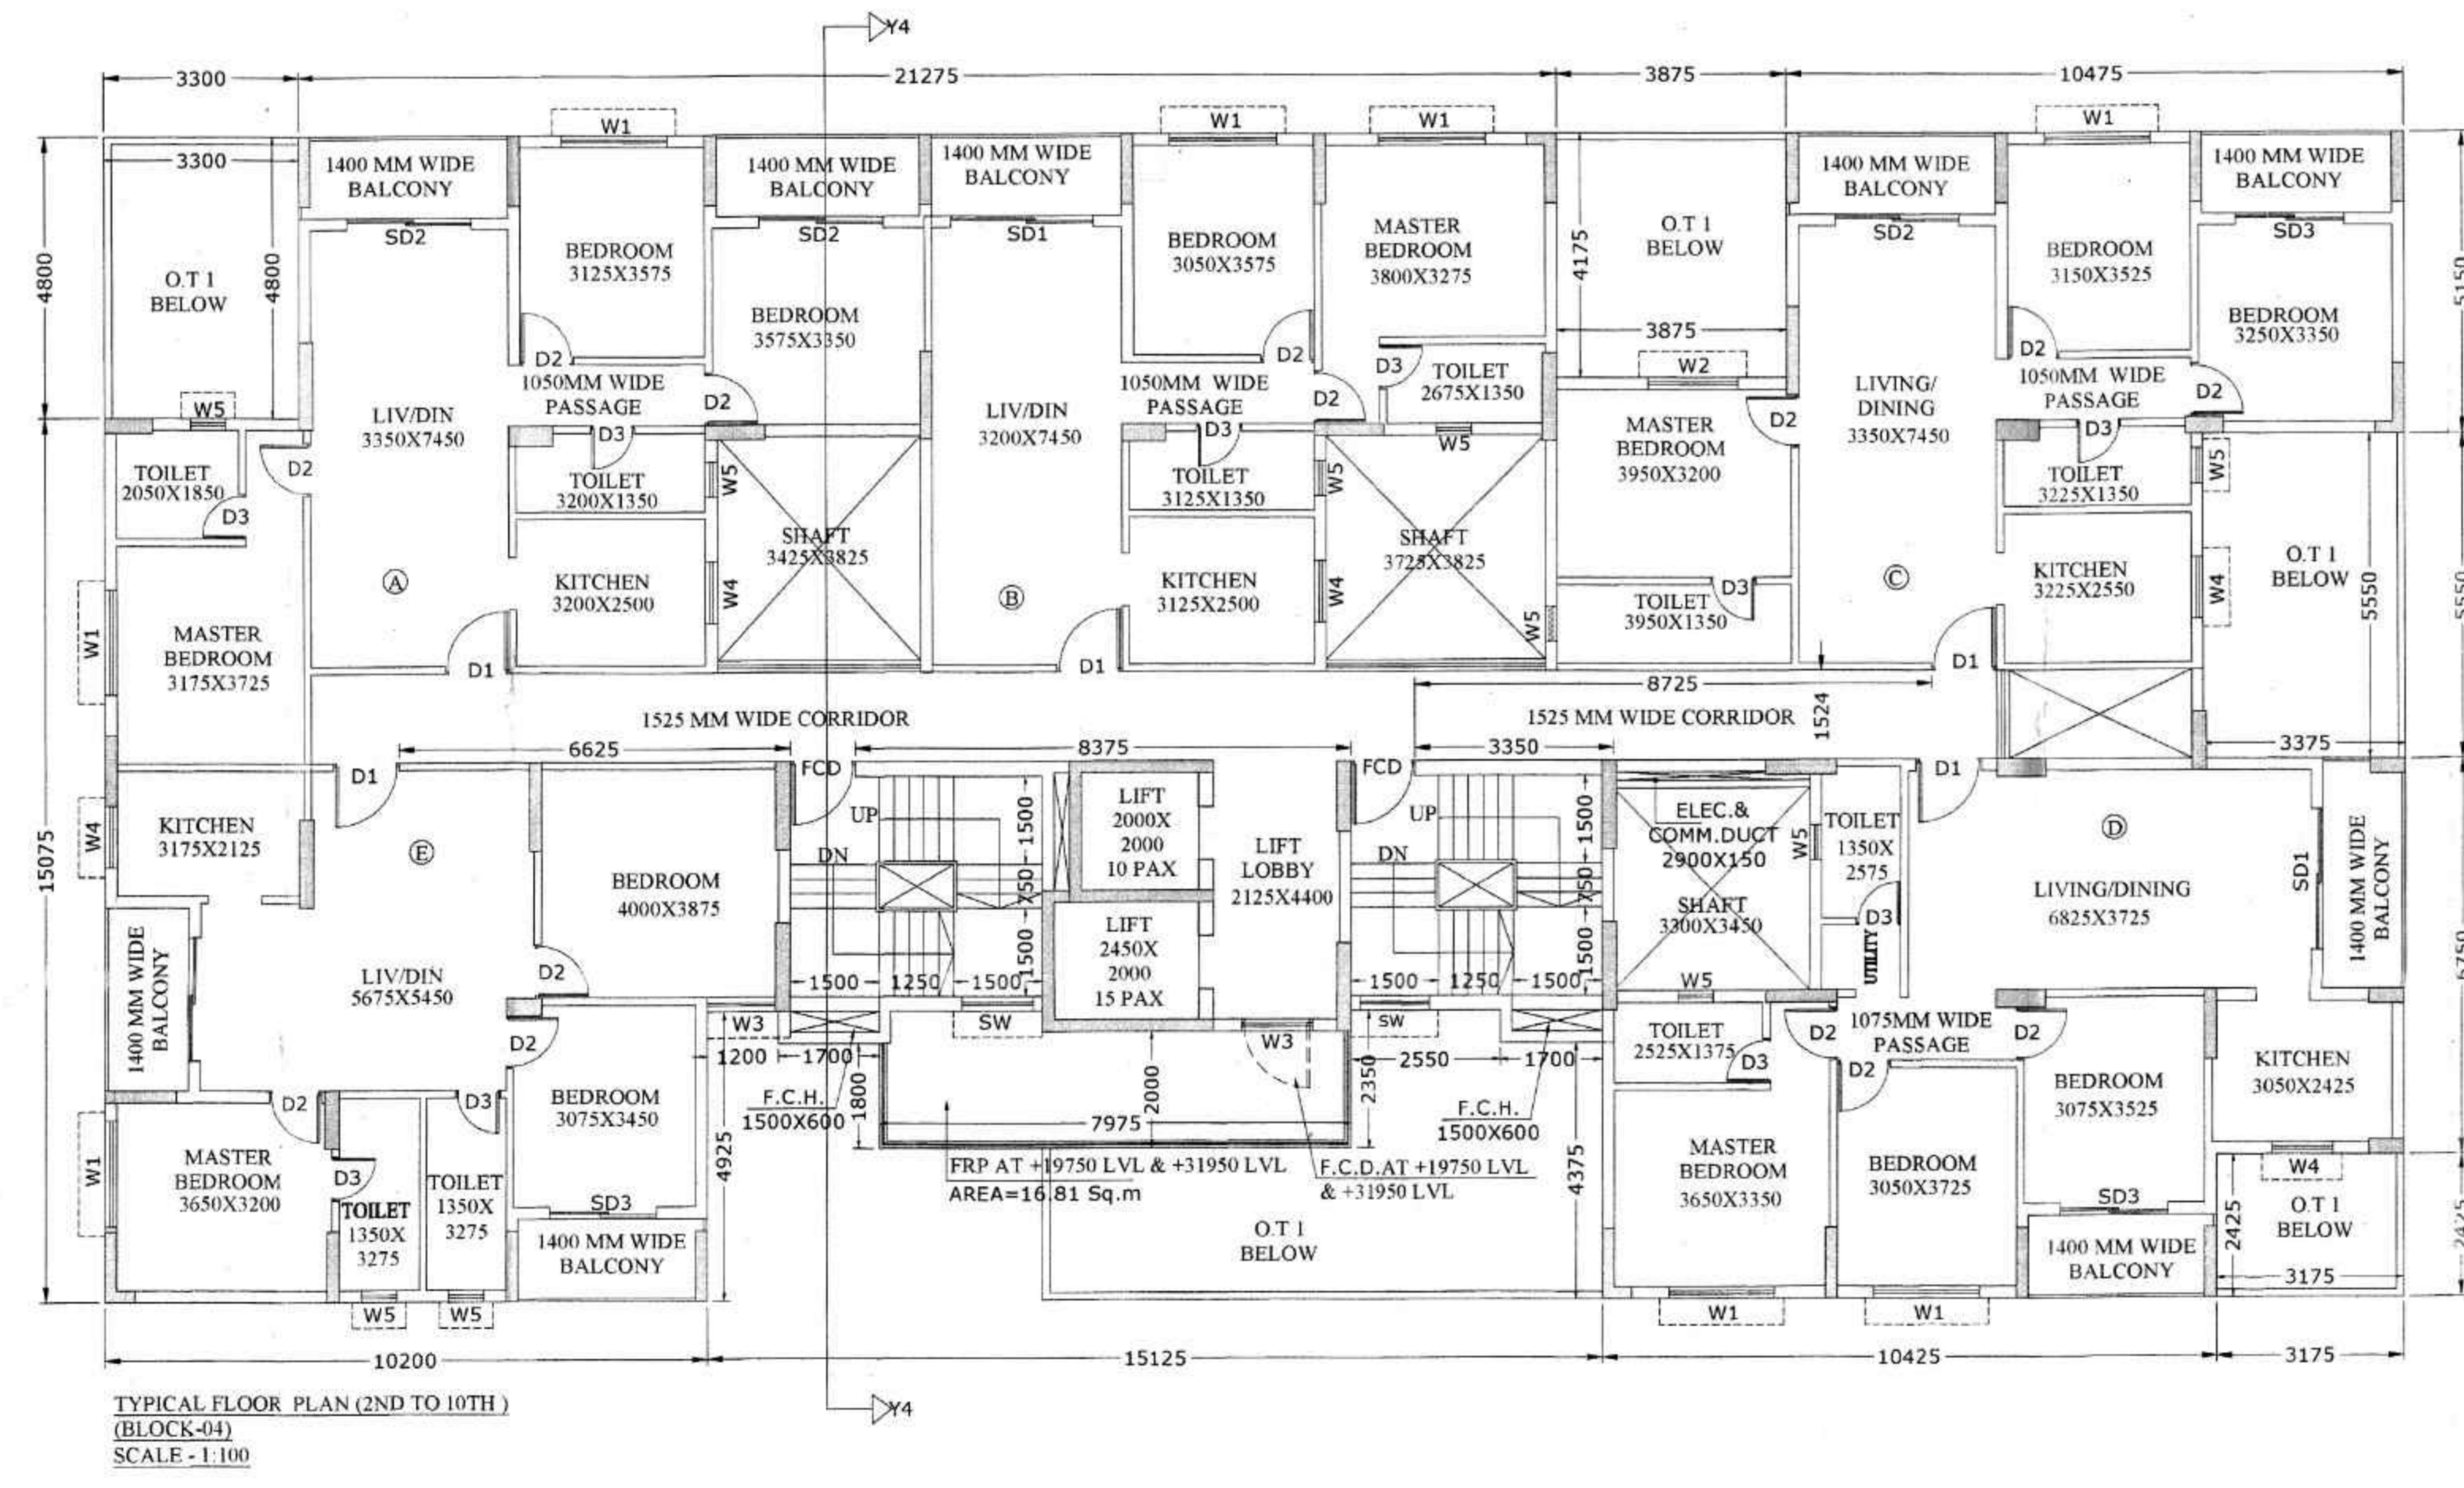 Y4
3300
21275
3875
10475
W1
W1
W1
W1
3300
1400 MM WIDE
BALCONY
1400 MM WIDE
BALCONY
1400 MM WIDE
BALCONY
1400 MM WIDE
BALCONY
1400 MM WIDE
BALCONY
4800
4800
O.T 1
BELOW
SD2
BEDROOM
3125X3575
SD2
BEDROOM
3575X3350
SD1
BEDROOM
3050X3575
MASTER
BEDROOM
3800X3275
4175
O.T 1
BELOW
3875
W2
SD2
BEDROOM
3150X3525
SD3
BEDROOM
3250X3350
5150
W5
LIV/DIN
3350X7450
D2
1050MM WIDE
PASSAGE
D2
LIV/DIN
3200X7450
D2
1050MM WIDE
PASSAGE
D2
D3
TOILET
2675X1350
MASTER
BEDROOM
3950X3200
D2
LIVING/
DINING
3350X7450
D2
1050MM WIDE
PASSAGE
D2
TOILET
2050X1850
D2
D3
D3
TOILET
3200X1350
W5
D3
TOILET
3125X1350
W5
W5
D3
TOILET
3225X1350
W5
SHAFT
3425X3825
SHAFT
3725X3825
O.T 1
BELOW
5550
5550
A
KITCHEN
3200X2500
W4
B
KITCHEN
3125X2500
W4
W5
D3
TOILET
3950X1350
C
KITCHEN
3225X2550
W4
W1
MASTER
BEDROOM
3175X3725
D1
D1
D1
8725
1524
1525 MM WIDE CORRIDOR
1525 MM WIDE CORRIDOR
6625
8375
3350
3375
15075
D1
FCD
FCD
D1
W4
KITCHEN
3175X2125
E
BEDROOM
4000X3875
UP
DN
1500
750
1500
LIFT
2000X
2000
10 PAX
LIFT
LOBBY
2125X4400
UP
DN
1500
750
1500
ELEC.&
COMM.DUCT
2900X150
SHAFT
3300X3450
W5
W5
TOILET
1350X
2575
D3
UTILITY
D
LIVING/DINING
6825X3725
SD1
1400 MM WIDE
BALCONY
6750
1400 MM WIDE
BALCONY
LIV/DIN
5675X5450
D2
LIFT
2450X
2000
15 PAX
1500
1250
1500
1500
1250
1500
W3
SW
W3
SW
D2
1200
1700
2550
1700
TOILET
2525X1375
D3
D2
1075MM WIDE
PASSAGE
D2
D2
KITCHEN
3050X2425
W1
D2
D3
BEDROOM
3075X3450
F.C.H.
1500X600
1800
2000
7975
2350
F.C.H.
1500X600
BEDROOM
3075X3525
MASTER
BEDROOM
3650X3200
D3
TOILET
1350X
3275
TOILET
1350X
3275
4925
FRP AT +19750 LVL & +31950 LVL
AREA=16.81 Sq.m
F.C.D.AT +19750 LVL
& +31950 LVL
4375
MASTER
BEDROOM
3650X3350
BEDROOM
3050X3725
W4
SD3
SD3
1400 MM WIDE
BALCONY
O.T 1
BELOW
1400 MM WIDE
BALCONY
2425
O.T 1
BELOW
3175
2425
W5
W5
W1
W1
10200
15125
10425
3175
Y4
TYPICAL FLOOR PLAN (2ND TO 10TH )
(BLOCK-04)
SCALE - 1:100